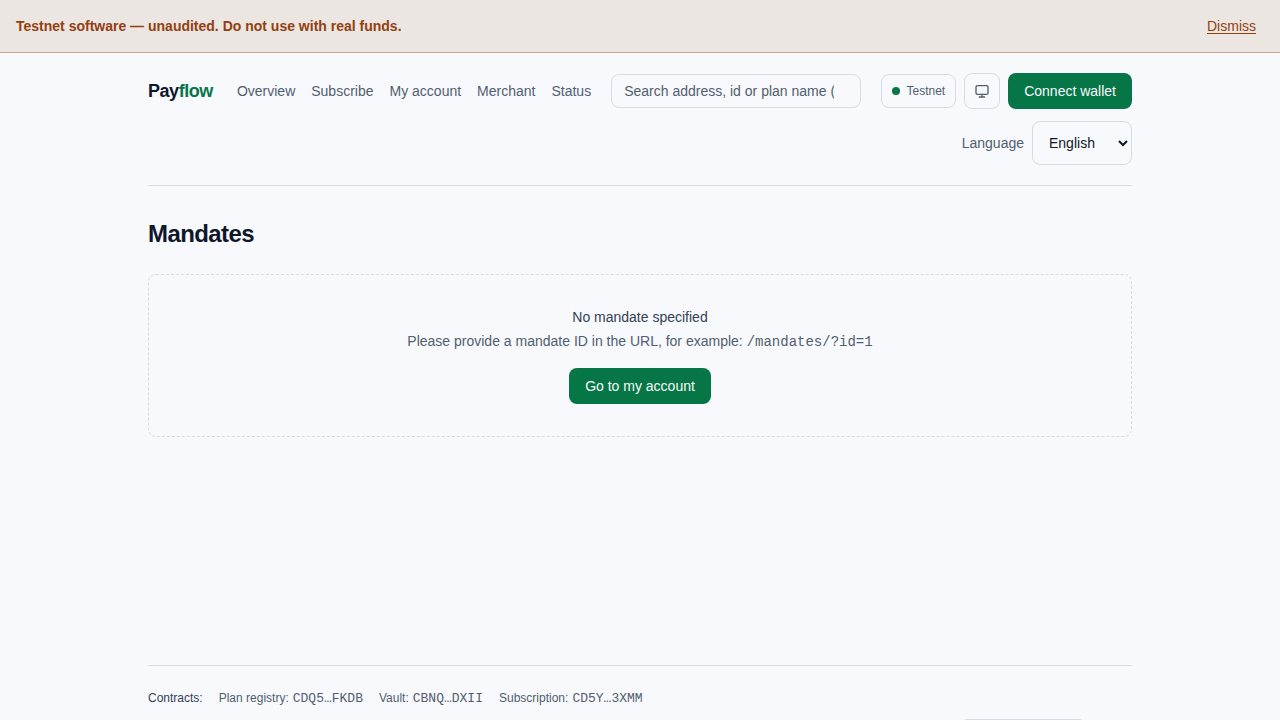 Testnet software — unaudited. Do not use with real funds. Dismiss
Payflow Overview Subscribe My account Merchant Status Search address, id or plan name ( Testnet Connect wallet
Language English
Mandates
No mandate specified
Please provide a mandate ID in the URL, for example: /mandates/?id=1
Go to my account
Contracts: Plan registry: CDQ5…FKDB Vault: CBNQ…DXII Subscription: CD5Y…3XMM